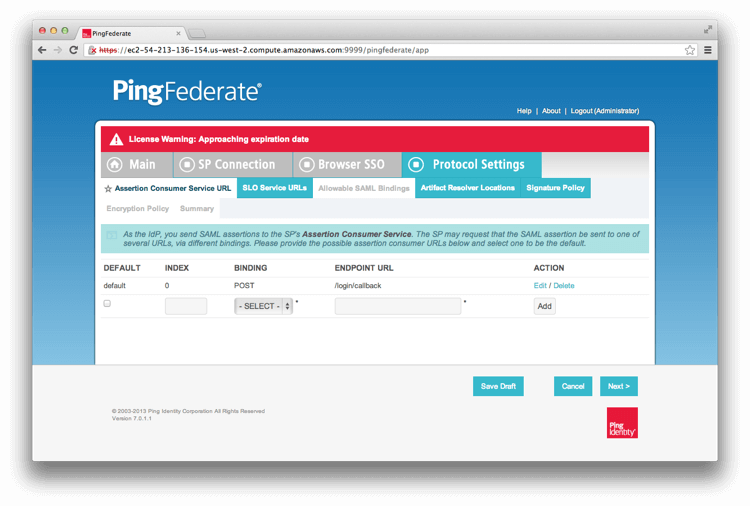 PingFederate
https://ec2-54-213-136-154.us-west-2.compute.amazonaws.com:9999/pingfederate/app
PingFederate®
Help | About | Logout (Administrator)
License Warning: Approaching expiration date
Main SP Connection Browser SSO Protocol Settings
Assertion Consumer Service URL SLO Service URLs Allowable SAML Bindings Artifact Resolver Locations Signature Policy
Encryption Policy Summary
As the IdP, you send SAML assertions to the SP's Assertion Consumer Service. The SP may request that the SAML assertion be sent to one of
several URLs, via different bindings. Please provide the possible assertion consumer URLs below and select one to be the default.
DEFAULT INDEX BINDING ENDPOINT URL ACTION
default 0 POST /login/callback Edit / Delete
- SELECT - * * Add
Save Draft Cancel Next >
© 2003-2013 Ping Identity Corporation All Rights Reserved
Version 7.0.1.1
Ping
Identity®